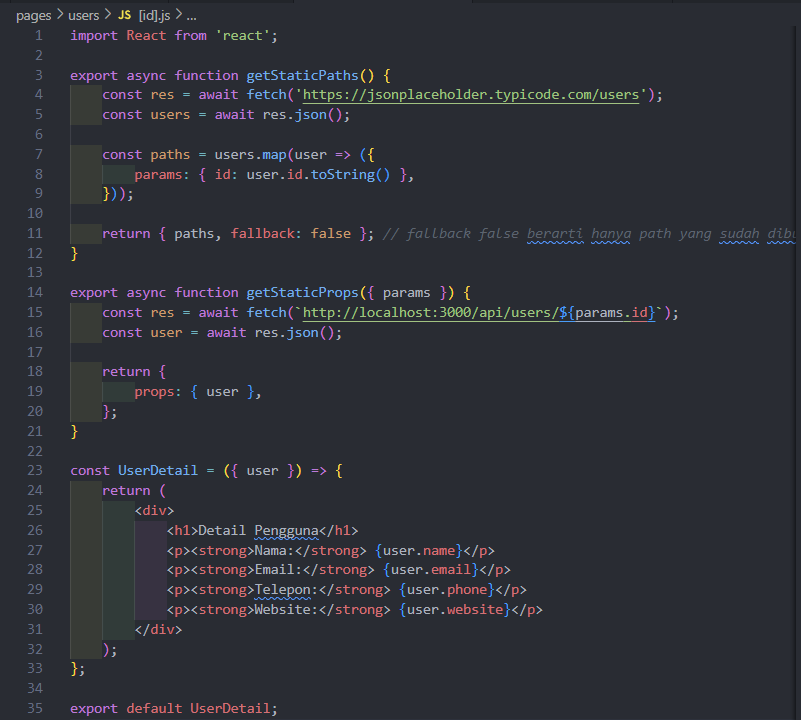 pages > users > JS [id].js > ...
1 import React from 'react';
2
3 export async function getStaticPaths() {
4     const res = await fetch('https://jsonplaceholder.typicode.com/users');
5     const users = await res.json();
6
7     const paths = users.map(user => ({
8         params: { id: user.id.toString() },
9     }));
10
11     return { paths, fallback: false }; // fallback false berarti hanya path yang sudah dibu
12 }
13
14 export async function getStaticProps({ params }) {
15     const res = await fetch(`http://localhost:3000/api/users/${params.id}`);
16     const user = await res.json();
17
18     return {
19         props: { user },
20     };
21 }
22
23 const UserDetail = ({ user }) => {
24     return (
25         <div>
26             <h1>Detail Pengguna</h1>
27             <p><strong>Nama:</strong> {user.name}</p>
28             <p><strong>Email:</strong> {user.email}</p>
29             <p><strong>Telepon:</strong> {user.phone}</p>
30             <p><strong>Website:</strong> {user.website}</p>
31         </div>
32     );
33 };
34
35 export default UserDetail;